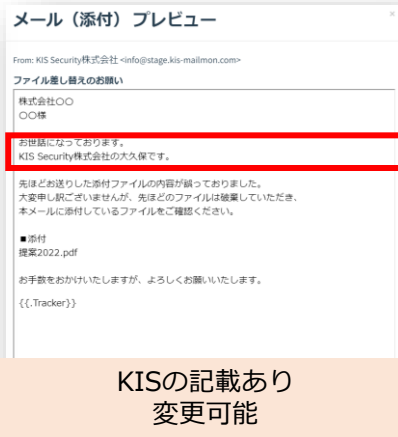 メール（添付）プレビュー
×
From: KIS Security株式会社 <info@stage.kis-mailmon.com>
ファイル差し替えのお願い
株式会社〇〇
〇〇様
お世話になっております。
KIS Security株式会社の大久保です。
先ほどお送りした添付ファイルの内容が誤っておりました。
大変申し訳ございませんが、先ほどのファイルは破棄していただき、
本メールに添付しているファイルをご確認ください。
■添付
提案2022.pdf
お手数をおかけいたしますが、よろしくお願いいたします。
{{.Tracker}}
KISの記載あり
変更可能